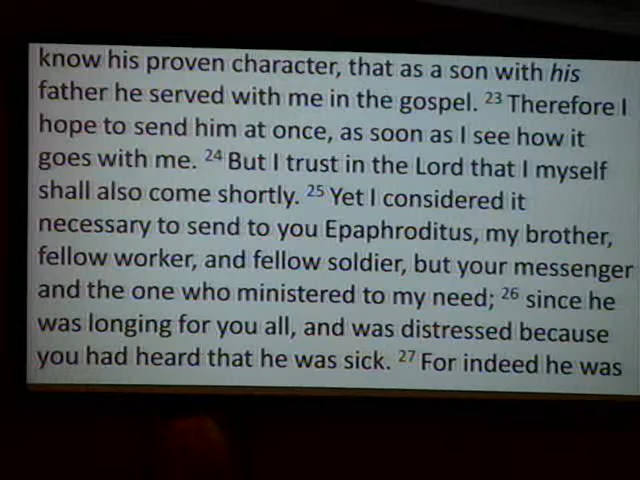 know his proven character, that as a son with his
father he served with me in the gospel. 23 Therefore I
hope to send him at once, as soon as I see how it
goes with me. 24 But I trust in the Lord that I myself
shall also come shortly. 25 Yet I considered it
necessary to send to you Epaphroditus, my brother,
fellow worker, and fellow soldier, but your messenger
and the one who ministered to my need; 26 since he
was longing for you all, and was distressed because
you had heard that he was sick. 27 For indeed he was